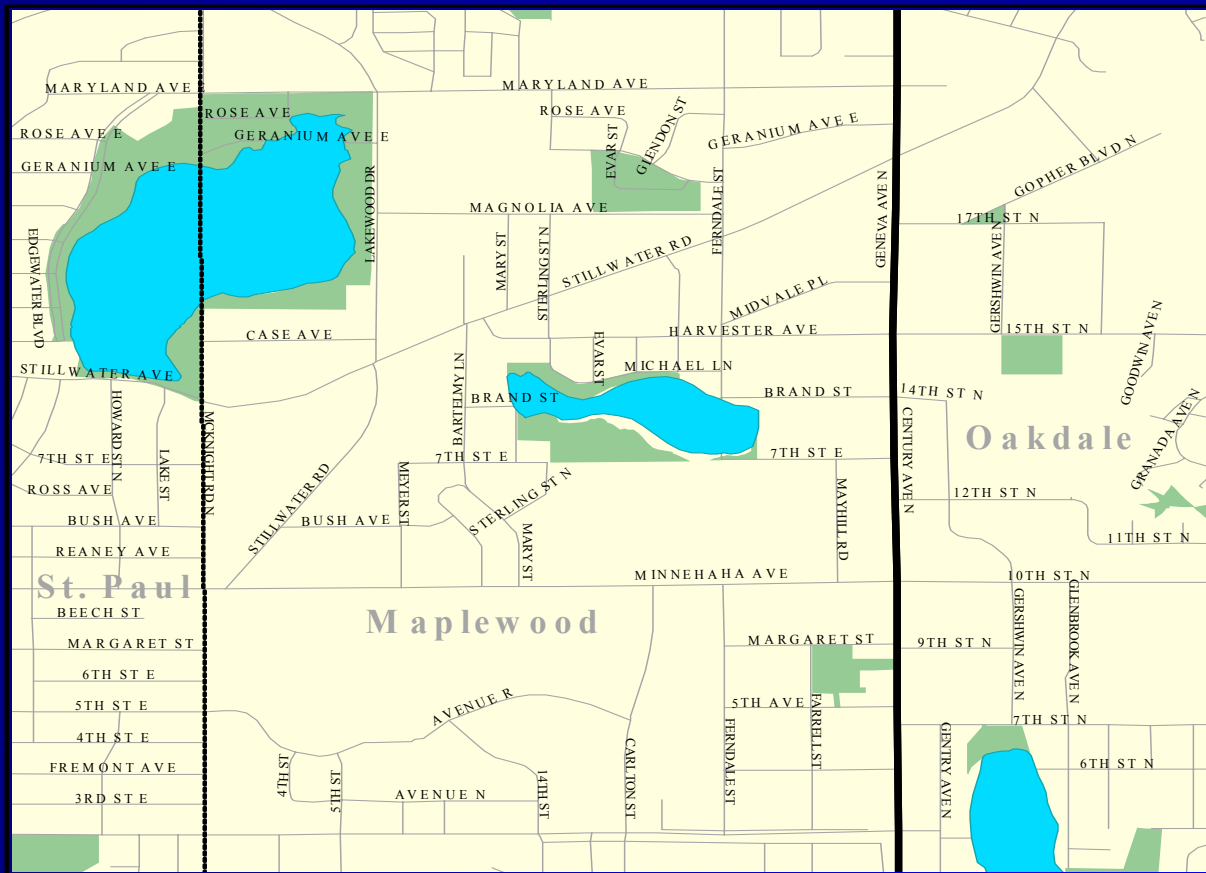 MARYLAND AVE
MARYLAND AVE
ROSE AVE
ROSE AVE
ROSE AVE E
GERANIUM AVE E
GERANIUM AVE E
GERANIUM AVE E
EVAR ST
GLENDON ST
GOPHER BLVD N
LAKEWOOD DR
MAGNOLIA AVE
FERNDALE ST
GENEVA AVE N
17TH ST N
EDGEWATER BLVD
MARY ST
STERLING ST N
STILLWATER RD
GERSHWIN AVE N
MIDVALE PL
CASE AVE
HARVESTER AVE
15TH ST N
GOODWIN AVE N
STILLWATER AVE
EVAR ST
MICHAEL LN
BARTELMY LN
BRAND ST
BRAND ST
14TH ST N
HOWARD ST N
MCKNIGHT RD N
CENTURY AVE N
Oakdale
GRANADA AVE N
7TH ST E
LAKE ST
7TH ST E
7TH ST E
ROSS AVE
STILLWATER RD
MEYER ST
STERLING ST N
MAYHILL RD
12TH ST N
BUSH AVE
BUSH AVE
MARY ST
11TH ST N
REANEY AVE
MINNEHAHA AVE
10TH ST N
St. Paul
Maplewood
GERSHWIN AVE N
GLENBROOK AVE N
BEECH ST
MARGARET ST
MARGARET ST
9TH ST N
6TH ST E
5TH ST E
AVENUE R
5TH AVE
FARRELL ST
7TH ST N
4TH ST E
FERNDALE ST
GENTRY AVE N
FREMONT AVE
4TH ST
5TH ST
14TH ST
CARLTON ST
6TH ST N
3RD ST E
AVENUE N